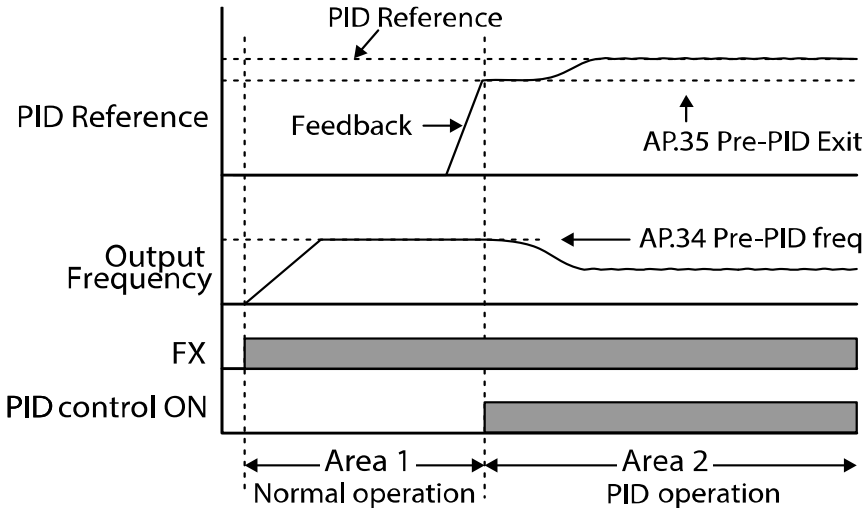 PID Reference
PID Reference
Feedback
AP.35 Pre-PID Exit
AP.34 Pre-PID freq
Output
Frequency
FX
PID control ON
Area 1
Area 2
Normal operation
PID operation